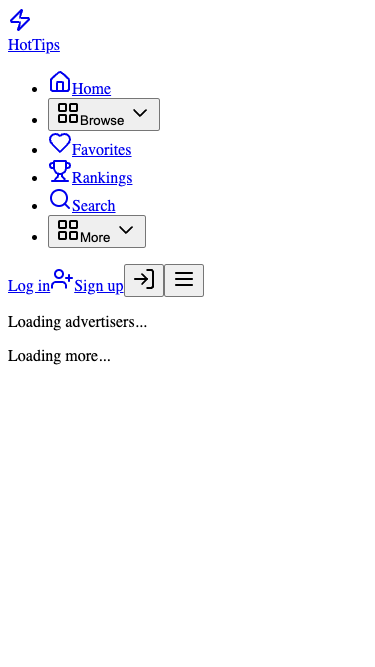 HotTips
Home
Browse
Favorites
Rankings
Search
More
Log in Sign up
Loading advertisers...
Loading more...